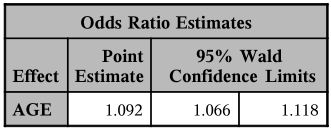 Odds Ratio Estimates
Point 95% Wald
Effect Estimate Confidence Limits
AGE 1.092 1.066 1.118